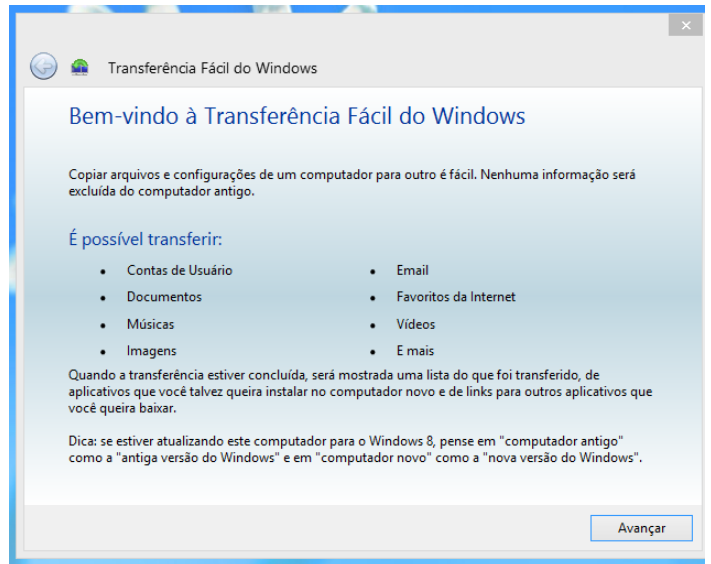 Transferência Fácil do Windows
Bem-vindo à Transferência Fácil do Windows
Copiar arquivos e configurações de um computador para outro é fácil. Nenhuma informação será
excluída do computador antigo.
É possível transferir:
• Contas de Usuário
• Email
• Documentos
• Favoritos da Internet
• Músicas
• Vídeos
• Imagens
• E mais
Quando a transferência estiver concluída, será mostrada uma lista do que foi transferido, de
aplicativos que você talvez queira instalar no computador novo e de links para outros aplicativos que
você queira baixar.
Dica: se estiver atualizando este computador para o Windows 8, pense em "computador antigo"
como a "antiga versão do Windows" e em "computador novo" como a "nova versão do Windows".
Avançar